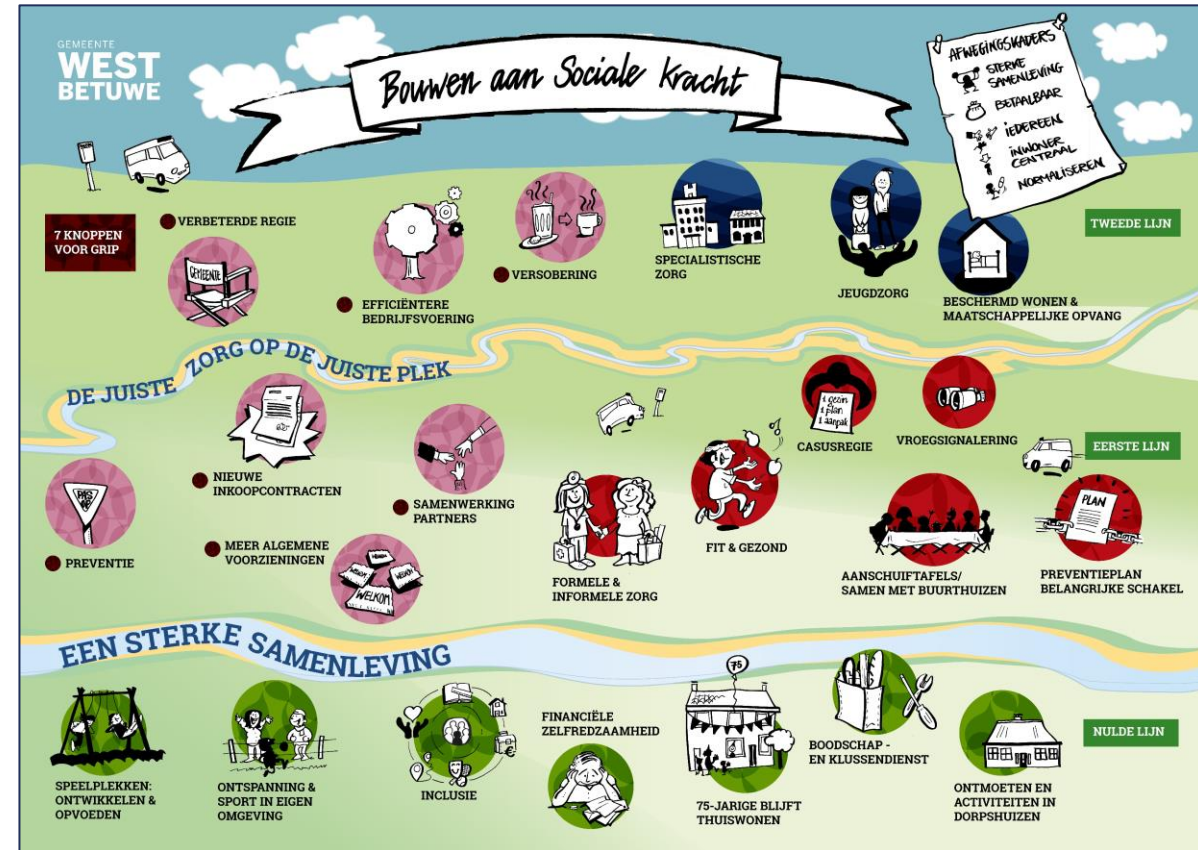 GEMEENTE
WEST
BETUWE
Bouwen aan Sociale Kracht
AFWEGINGSKADERS
STERKE
SAMENLEVING
BETAALBAAR
IEDEREEN
INWONER
CENTRAAL
NORMALISEREN
7 KNOPPEN
VOOR GRIP
VERBETERDE REGIE
GEMEENTE
EFFICIËNTERE
BEDRIJFSVOERING
VERSOBERING
SPECIALISTISCHE
ZORG
JEUGDZORG
BESCHERMD WONEN &
MAATSCHAPPELIJKE OPVANG
TWEEDE LIJN
DE JUISTE ZORG OP DE JUISTE PLEK
PAS
OP
PREVENTIE
NIEUWE
INKOOPCONTRACTEN
MEER ALGEMENE
VOORZIENINGEN
WELKOM
WELKOM
WELKOM
WELKOM
SAMENWERKING
PARTNERS
FORMELE &
INFORMELE ZORG
FIT & GEZOND
1 gezin
1 plan
1 aanpak
CASUSREGIE
VROEGSIGNALERING
EERSTE LIJN
AANSCHUIFTAFELS/
SAMEN MET BUURTHUIZEN
PLAN
PREVENTIEPLAN
BELANGRIJKE SCHAKEL
EEN STERKE SAMENLEVING
SPEELPLEKKEN:
ONTWIKKELEN &
OPVOEDEN
ONTSPANNING &
SPORT IN EIGEN
OMGEVING
INCLUSIE
FINANCIËLE
ZELFREDZAAMHEID
75
75-JARIGE BLIJFT
THUISWONEN
BOODSCHAP -
EN KLUSSENDIENST
ONTMOETEN EN
ACTIVITEITEN IN
DORPSHUIZEN
NULDE LIJN